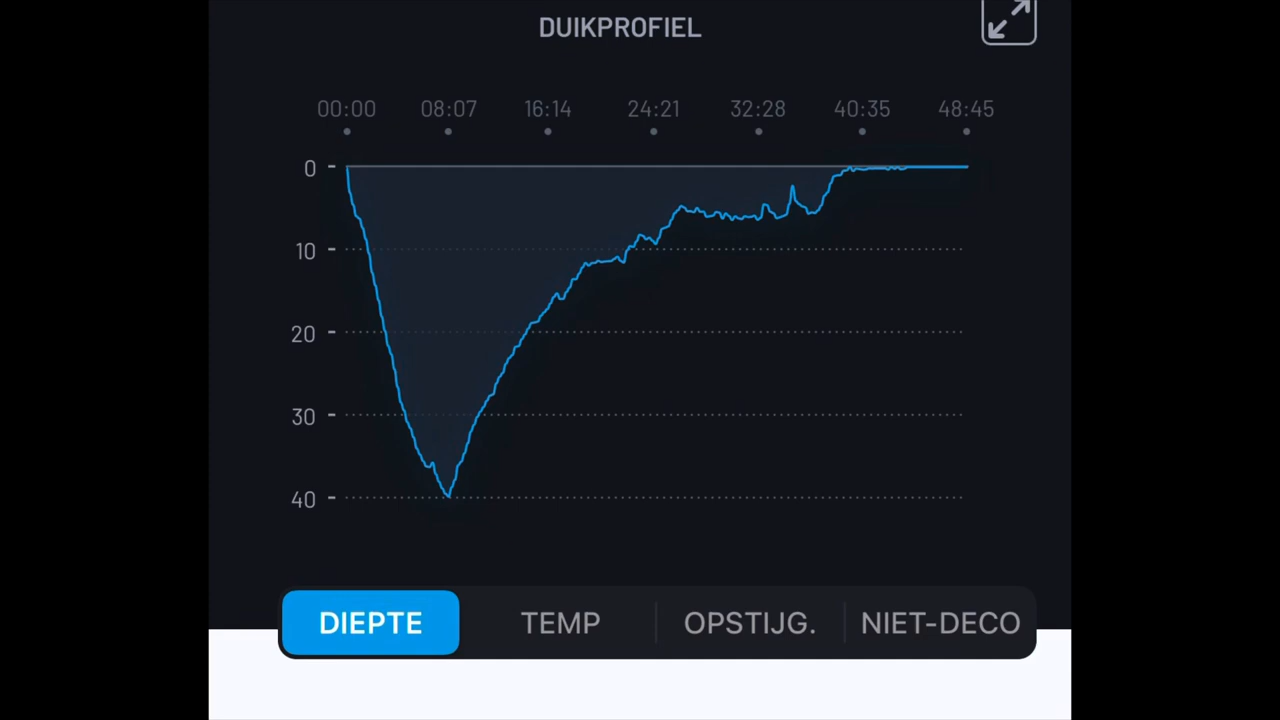 DUIKPROFIEL
00:00 08:07 16:14 24:21 32:28 40:35 48:45
0
10
20
30
40
DIEPTE TEMP OPSTIJG. NIET-DECO